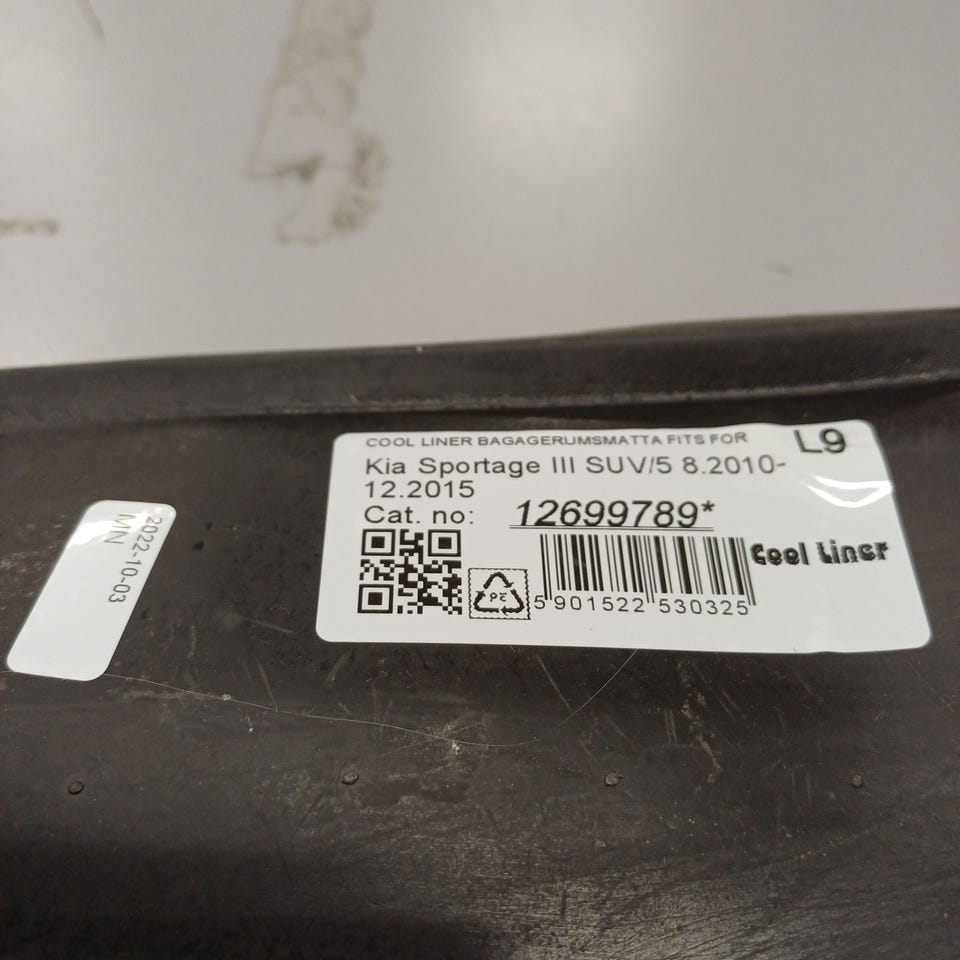 COOL LINER BAGAGERUMSMATTA FITS FOR
L9
Kia Sportage III SUV/5 8.2010-
12.2015
Cat. no: 12699789*
Cool Liner
PE
5 901522 530325
2022-10-03
MN